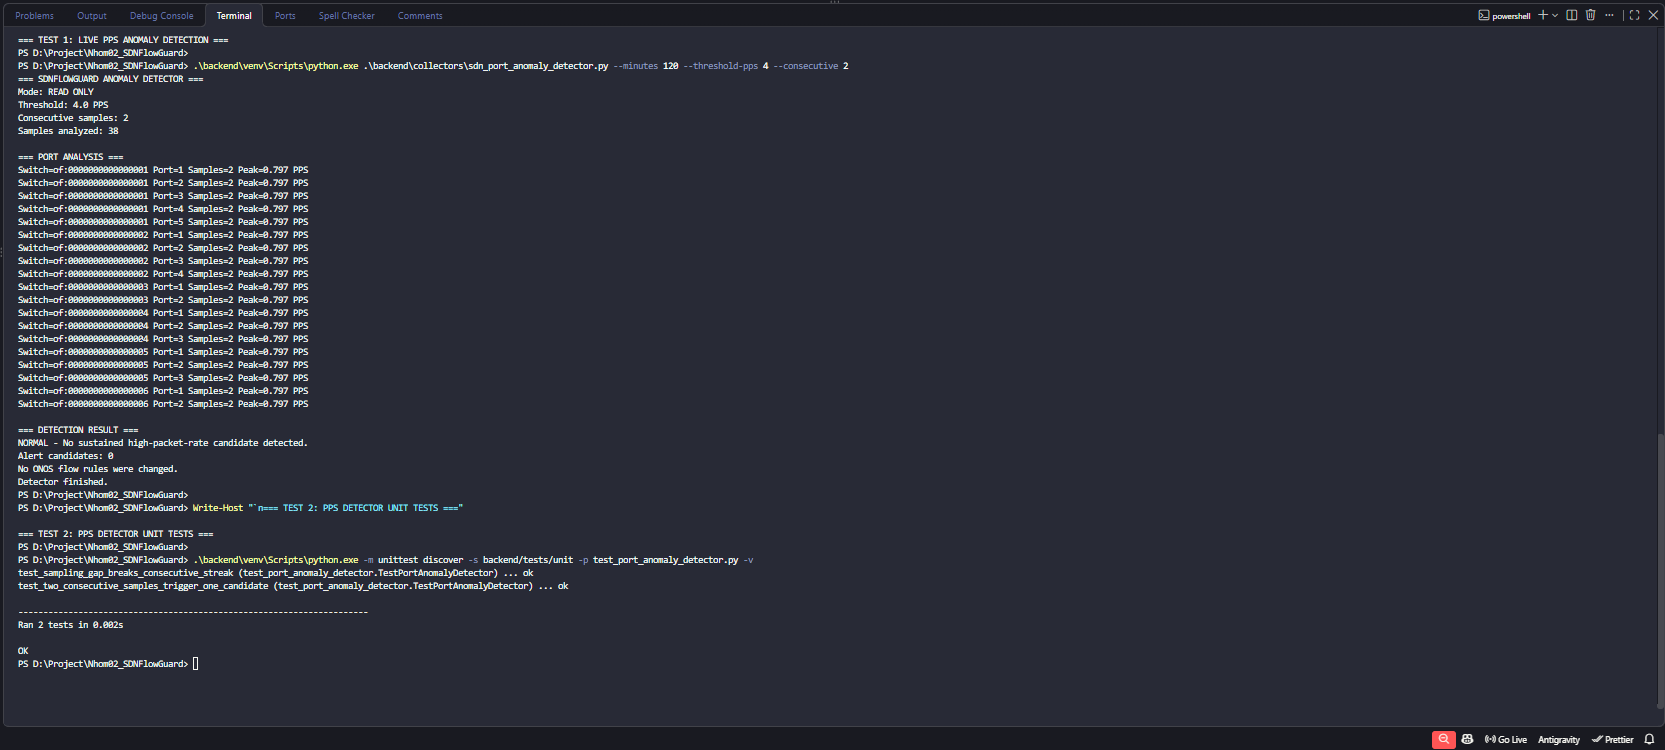 Problems Output Debug Console Terminal Ports Spell Checker Comments powershell
=== TEST 1: LIVE PPS ANOMALY DETECTION ===
PS D:\Project\Nhom02_SDNFlowGuard>
PS D:\Project\Nhom02_SDNFlowGuard> .\backend\venv\Scripts\python.exe .\backend\collectors\sdn_port_anomaly_detector.py --minutes 120 --threshold-pps 4 --consecutive 2
=== SDNFLOWGUARD ANOMALY DETECTOR ===
Mode: READ ONLY
Threshold: 4.0 PPS
Consecutive samples: 2
Samples analyzed: 38
=== PORT ANALYSIS ===
Switch=of:0000000000000001 Port=1 Samples=2 Peak=0.797 PPS
Switch=of:0000000000000001 Port=2 Samples=2 Peak=0.797 PPS
Switch=of:0000000000000001 Port=3 Samples=2 Peak=0.797 PPS
Switch=of:0000000000000001 Port=4 Samples=2 Peak=0.797 PPS
Switch=of:0000000000000001 Port=5 Samples=2 Peak=0.797 PPS
Switch=of:0000000000000002 Port=1 Samples=2 Peak=0.797 PPS
Switch=of:0000000000000002 Port=2 Samples=2 Peak=0.797 PPS
Switch=of:0000000000000002 Port=3 Samples=2 Peak=0.797 PPS
Switch=of:0000000000000002 Port=4 Samples=2 Peak=0.797 PPS
Switch=of:0000000000000003 Port=1 Samples=2 Peak=0.797 PPS
Switch=of:0000000000000003 Port=2 Samples=2 Peak=0.797 PPS
Switch=of:0000000000000004 Port=1 Samples=2 Peak=0.797 PPS
Switch=of:0000000000000004 Port=2 Samples=2 Peak=0.797 PPS
Switch=of:0000000000000004 Port=3 Samples=2 Peak=0.797 PPS
Switch=of:0000000000000005 Port=1 Samples=2 Peak=0.797 PPS
Switch=of:0000000000000005 Port=2 Samples=2 Peak=0.797 PPS
Switch=of:0000000000000005 Port=3 Samples=2 Peak=0.797 PPS
Switch=of:0000000000000006 Port=1 Samples=2 Peak=0.797 PPS
Switch=of:0000000000000006 Port=2 Samples=2 Peak=0.797 PPS
=== DETECTION RESULT ===
NORMAL - No sustained high-packet-rate candidate detected.
Alert candidates: 0
No ONOS flow rules were changed.
Detector finished.
PS D:\Project\Nhom02_SDNFlowGuard>
PS D:\Project\Nhom02_SDNFlowGuard> Write-Host "`n=== TEST 2: PPS DETECTOR UNIT TESTS ==="
=== TEST 2: PPS DETECTOR UNIT TESTS ===
PS D:\Project\Nhom02_SDNFlowGuard>
PS D:\Project\Nhom02_SDNFlowGuard> .\backend\venv\Scripts\python.exe -m unittest discover -s backend/tests/unit -p test_port_anomaly_detector.py -v
test_sampling_gap_breaks_consecutive_streak (test_port_anomaly_detector.TestPortAnomalyDetector) ... ok
test_two_consecutive_samples_trigger_one_candidate (test_port_anomaly_detector.TestPortAnomalyDetector) ... ok
----------------------------------------------------------------------
Ran 2 tests in 0.002s
OK
PS D:\Project\Nhom02_SDNFlowGuard>
Go Live Antigravity Prettier